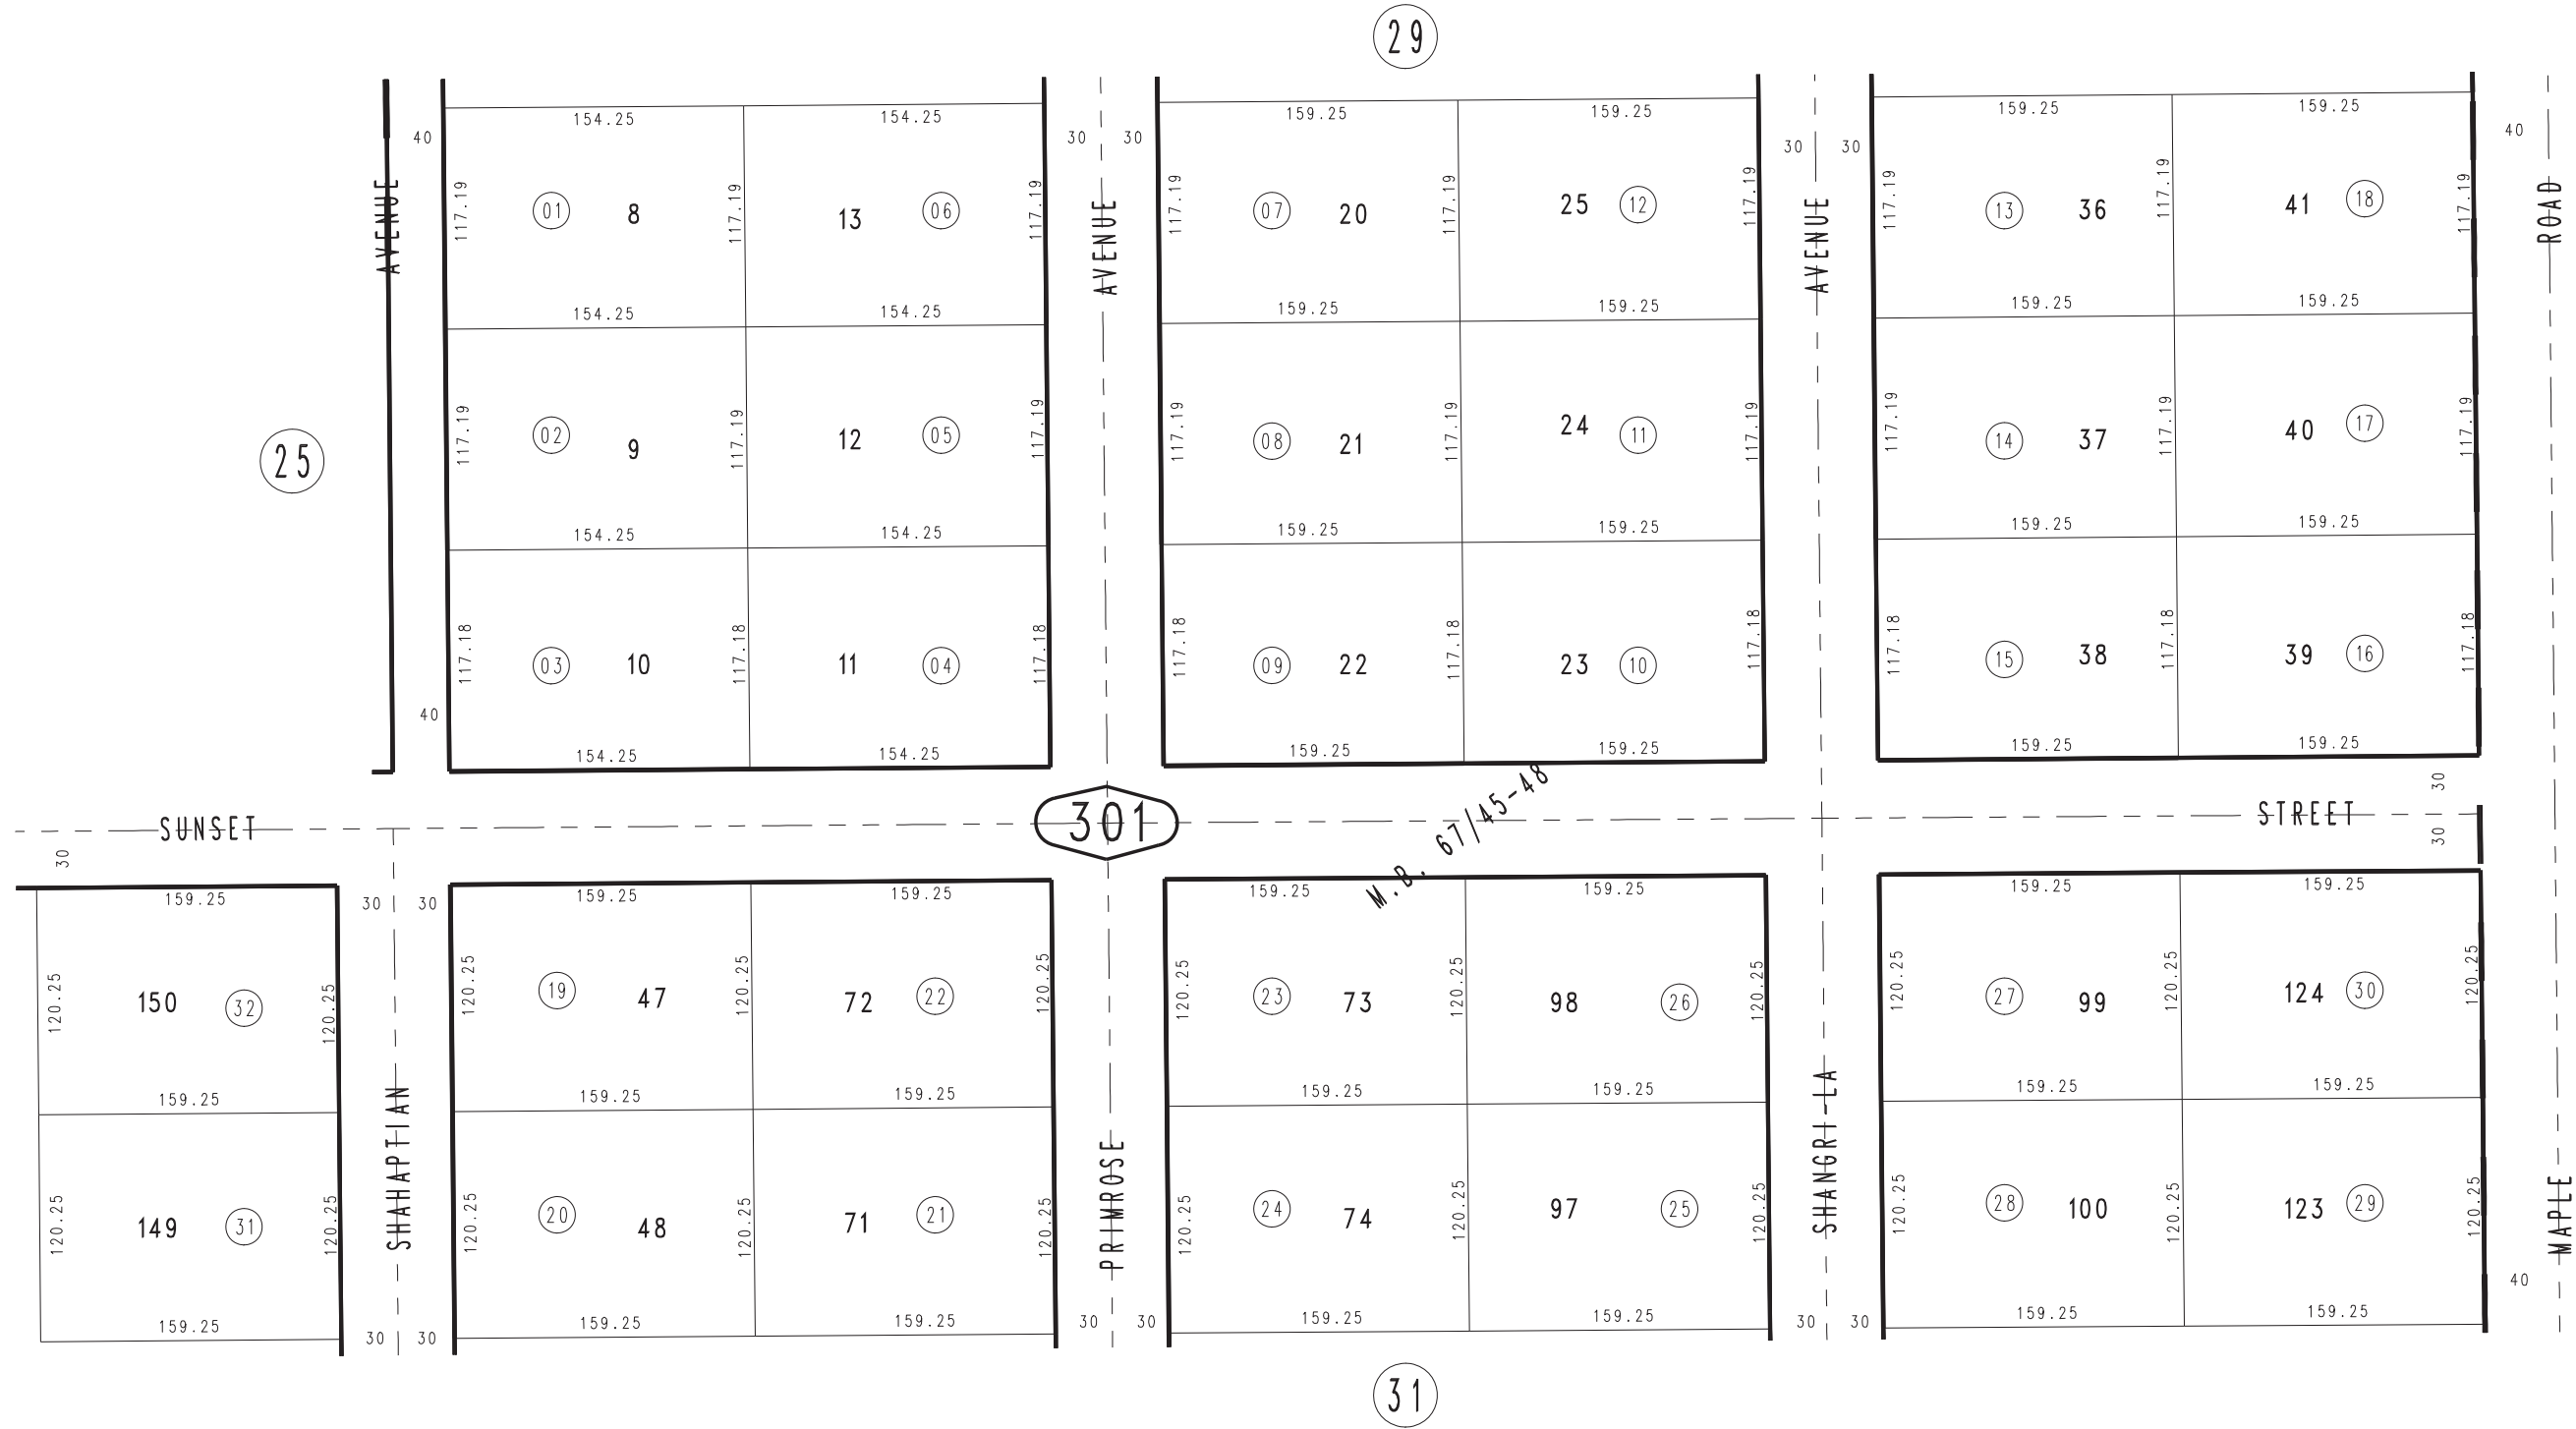 29
154.25 154.25 159.25 159.25 159.25 159.25
40 30 30 30 30 40
AVENUE AVENUE AVENUE ROAD
117.19 01 8 117.19 13 06 117.19 117.19 07 20 117.19 25 12 117.19 117.19 13 36 117.19 41 18 117.19
154.25 154.25 159.25 159.25 159.25 159.25
25
117.19 02 9 117.19 12 05 117.19 117.19 08 21 117.19 24 11 117.19 117.19 14 37 117.19 40 17 117.19
154.25 154.25 159.25 159.25 159.25 159.25
117.18 03 10 117.18 11 04 117.18 117.18 09 22 117.18 23 10 117.18 117.18 15 38 117.18 39 16 117.18
40
154.25 154.25 159.25 159.25 159.25 159.25
30
SUNSET 301 STREET
M.B. 67/45-48
30 30
159.25 159.25 159.25 159.25 159.25 159.25 159.25
30 30
120.25 150 32 120.25 120.25 19 47 120.25 72 22 120.25 120.25 23 73 120.25 98 26 120.25 120.25 27 99 120.25 124 30 120.25
159.25 159.25 159.25 159.25 159.25 159.25 159.25
SHAHAPTIAN PRIMROSE SHANGRI-LA MAPLE
120.25 149 31 120.25 120.25 20 48 120.25 71 21 120.25 120.25 24 74 120.25 97 25 120.25 120.25 28 100 120.25 123 29 120.25
40
159.25 159.25 159.25 159.25 159.25 159.25 159.25
30 30 30 30 30 30
31